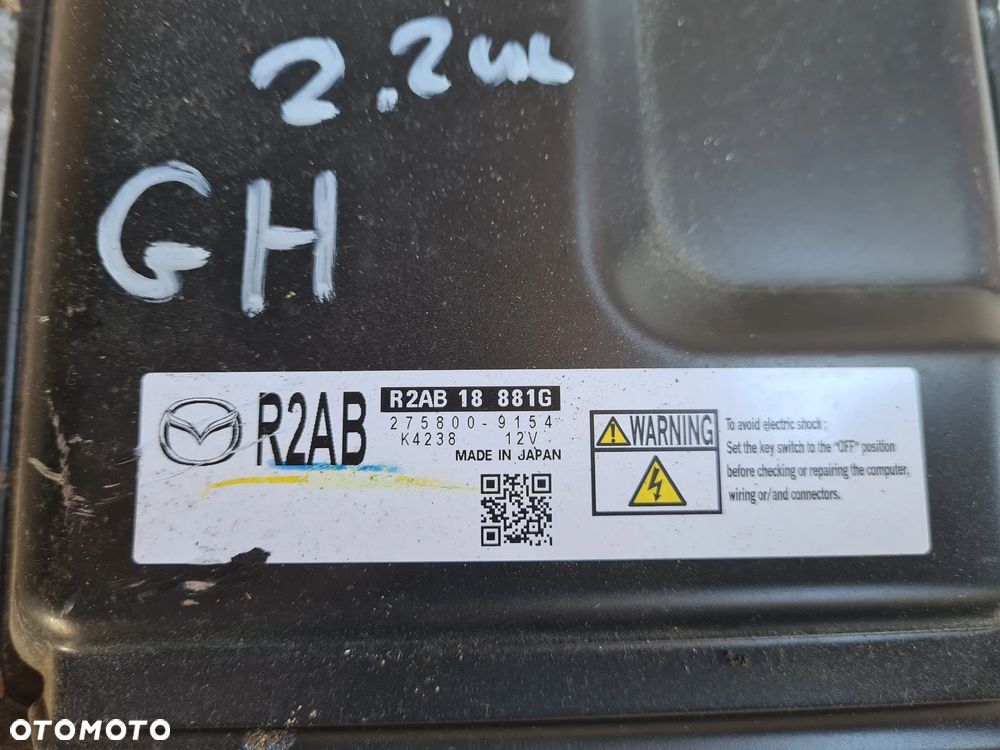 2.2
GH
R2AB
R2AB 18 881G
275800-9154
K4238 12V
MADE IN JAPAN
WARNING
To avoid electric shock ;
Set the key switch to the "OFF" position
before checking or repairing the computer,
wiring or/and connectors.
OTOMOTO